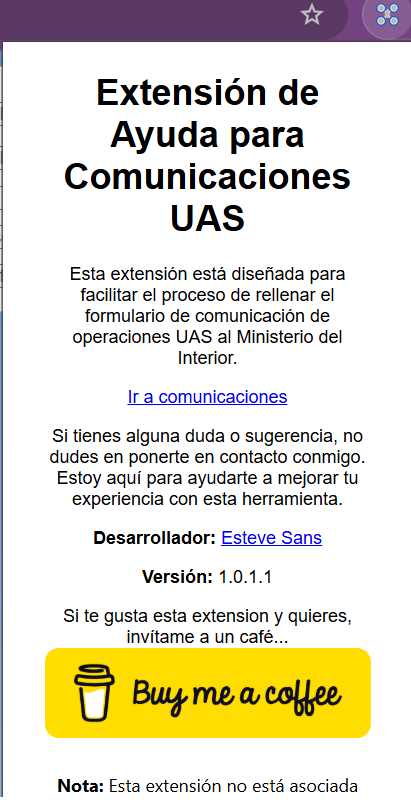 Extensión de
Ayuda para
Comunicaciones
UAS
Esta extensión está diseñada para
facilitar el proceso de rellenar el
formulario de comunicación de
operaciones UAS al Ministerio del
Interior.
Ir a comunicaciones
Si tienes alguna duda o sugerencia, no
dudes en ponerte en contacto conmigo.
Estoy aquí para ayudarte a mejorar tu
experiencia con esta herramienta.
Desarrollador: Esteve Sans
Versión: 1.0.1.1
Si te gusta esta extension y quieres,
invítame a un café...
Buy me a coffee
Nota: Esta extensión no está asociada